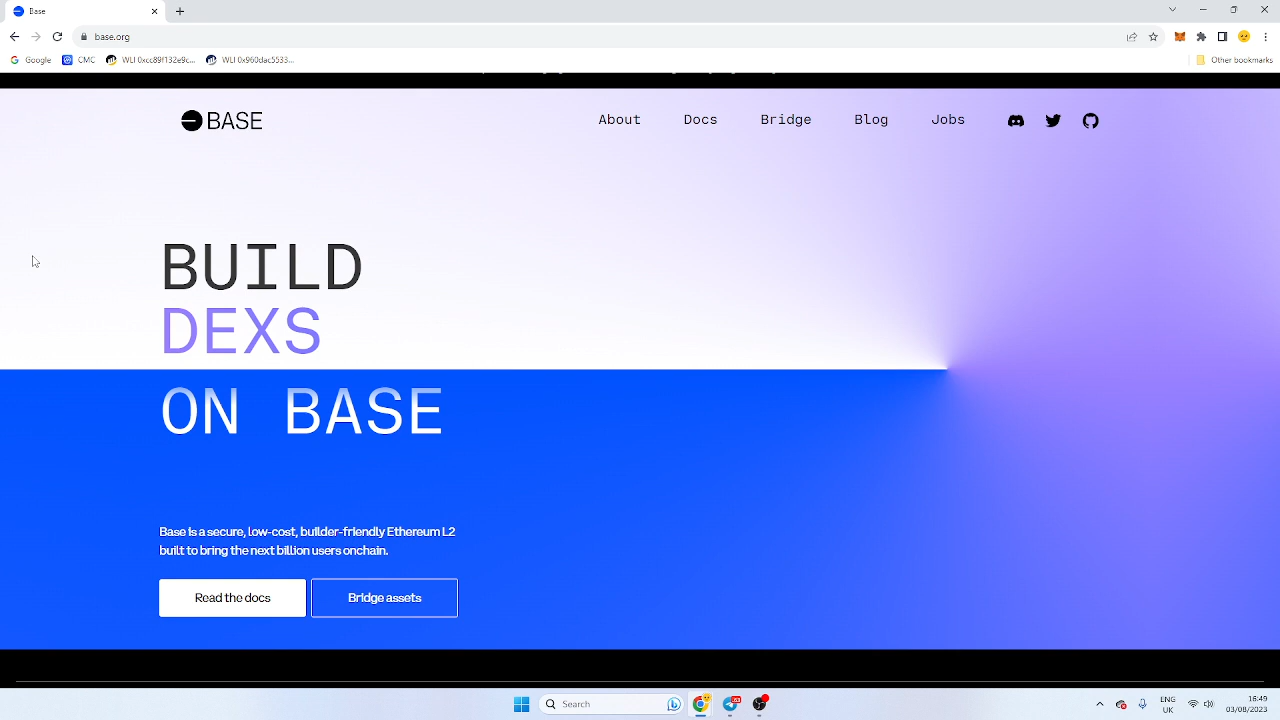 Base
base.org
Google
CMC
WLI 0xcc89f132e9c...
WLI 0x960dac5533...
Other bookmarks
BASE
About
Docs
Bridge
Blog
Jobs
BUILD
DEXS
ON BASE
Base is a secure, low-cost, builder-friendly Ethereum L2
built to bring the next billion users onchain.
Read the docs
Bridge assets
Search
ENG
UK
16:49
03/08/2023